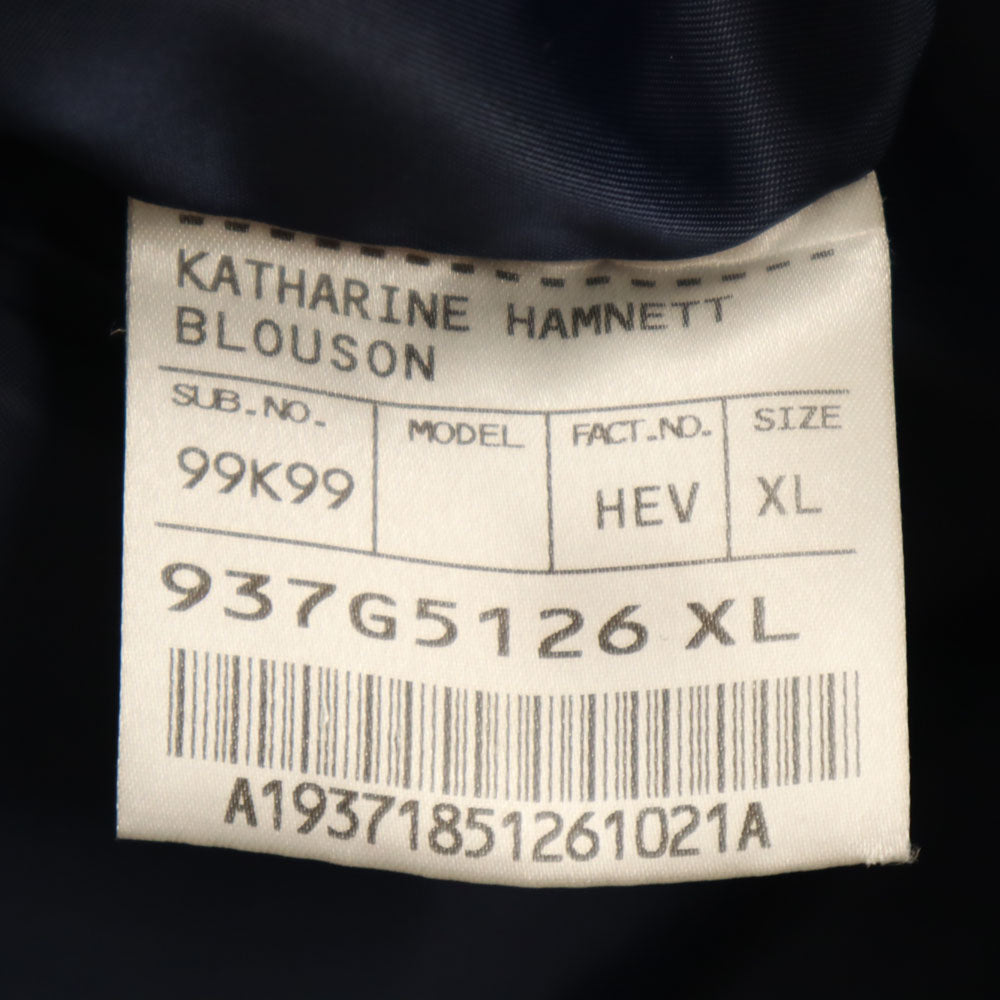 KATHARINE HAMNETT
BLOUSON
SUB.NO. MODEL FACT.NO. SIZE
99K99 HEV XL
937G5126 XL
A19371851261021A